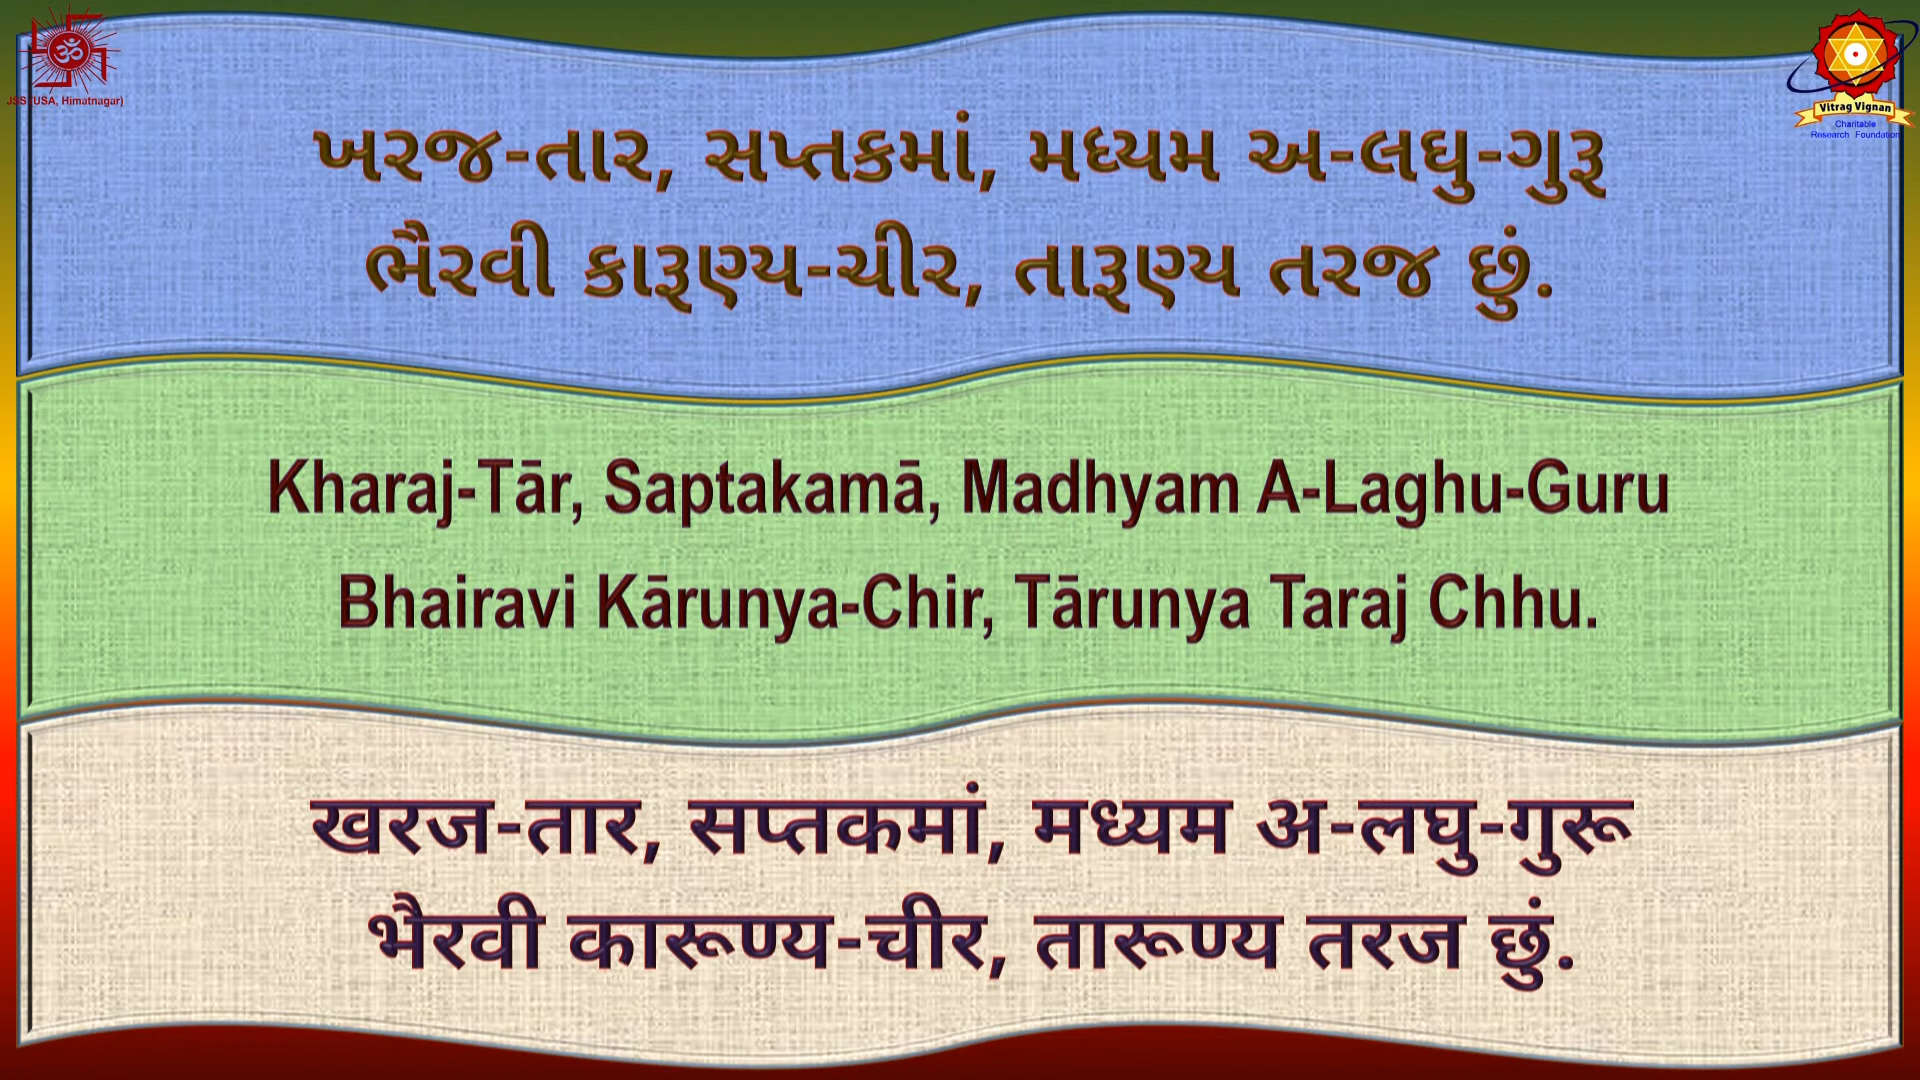 JSS (USA, Himatnagar)
Vitrag Vignan
Charitable
Research Foundation
ખરજ-તાર, સપ્તકમાં, મધ્યમ અ-લઘુ-ગુરૂ
ભૈરવી કારૂણ્ય-ચીર, તારૂણ્ય તરજ છું.
Kharaj-Tār, Saptakamā, Madhyam A-Laghu-Guru
Bhairavi Kārunya-Chir, Tārunya Taraj Chhu.
खरज-तार, सप्तकमां, मध्यम अ-लघु-गुरू
भैरवी कारूण्य-चीर, तारूण्य तरज छुं.